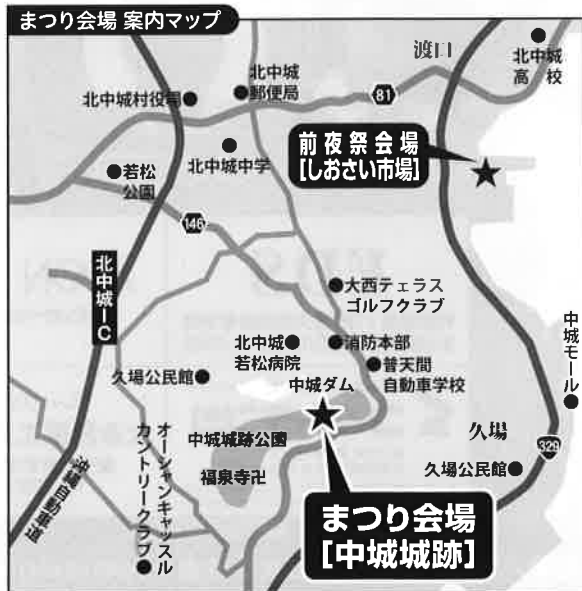 まつり会場 案内マップ
渡口
北中城
高校
北中城
郵便局
北中城村役場
81
前夜祭会場
[しおさい市場]
北中城中学
若松
公園
146
北中城IC
大西テェラス
ゴルフクラブ
北中城
若松病院
消防本部
普天間
自動車学校
中城モール
久場公民館
中城ダム
中城城跡公園
福泉寺卍
オーシャンキャッスル
カントリークラブ
沖縄自動車道
久場
329
久場公民館
まつり会場
[中城城跡]